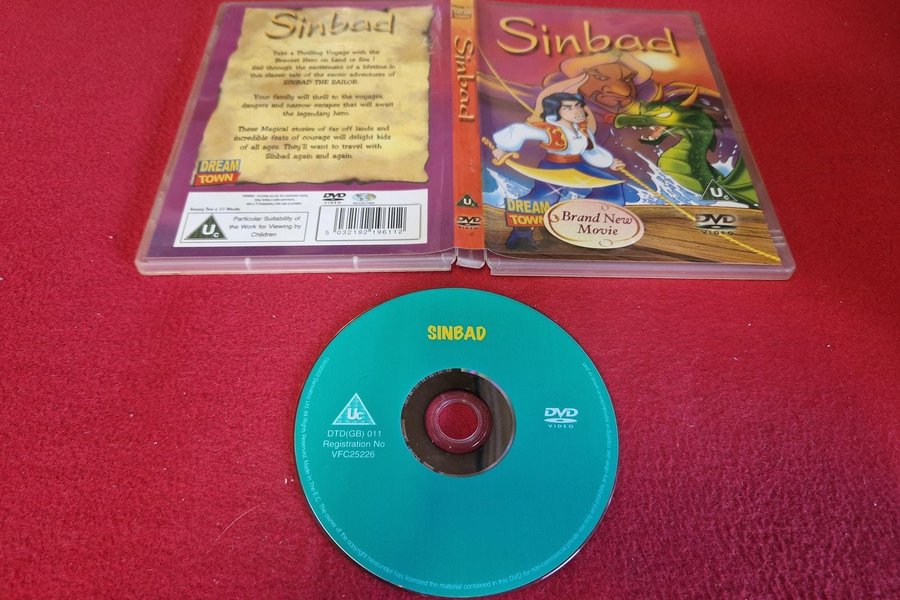 Sinbad
Take a Thrilling Voyage with the
Bravest Hero on Land or Sea !
Sail through the excitement of a lifetime in
this classic tale of the exotic adventures of
SINBAD THE SAILOR.
Your family will thrill to the voyages,
dangers and narrow escapes that will await
the legendary hero.
These Magical stories of far off lands and
incredible feats of courage will delight kids
of all ages. They'll want to travel with
Sinbad again and again.
DREAM
TOWN
DVD
VIDEO
Uc
Particular Suitability of
the Work for Viewing by
Children
5 032192 196112
DREAM
TOWN
Sinbad
U
DVD
VIDEO
Sinbad
DREAM
TOWN
Brand New
Movie
U
DVD
VIDEO
SINBAD
Uc
DTD(GB) 011
Registration No
VFC25226
DVD
VIDEO